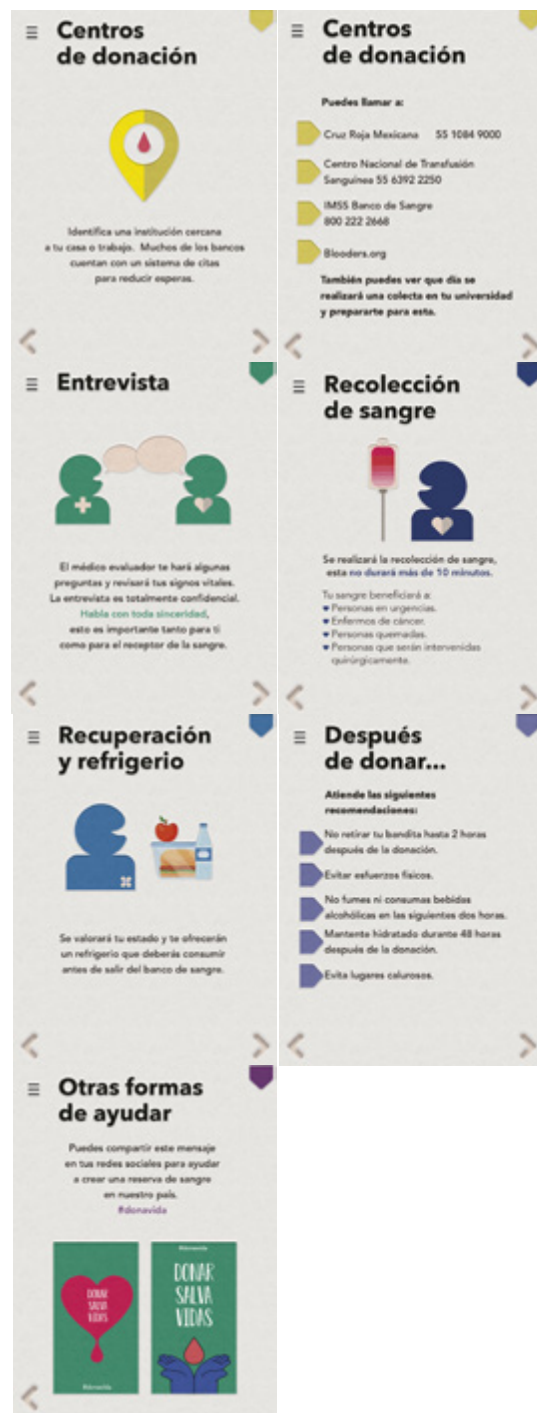 Centros
de donación
Identifica una institución cercana
a tu casa o trabajo. Muchos de los bancos
cuentan con un sistema de citas
para reducir esperas.
Centros
de donación
Puedes llamar a:
Cruz Roja Mexicana 55 1084 9000
Centro Nacional de Transfusión
Sanguínea 55 6392 2250
IMSS Banco de Sangre
800 222 2668
Blooders.org
También puedes ver que día se
realizará una colecta en tu universidad
y prepararte para esta.
Entrevista
El médico evaluador te hará algunas
preguntas y revisará tus signos vitales.
La entrevista es totalmente confidencial.
Habla con toda sinceridad,
esto es importante tanto para ti
como para el receptor de la sangre.
Recolección
de sangre
Se realizará la recolección de sangre,
esta no durará más de 10 minutos.
Tu sangre beneficiará a:
Personas en urgencias.
Enfermos de cáncer.
Personas quemadas.
Personas que serán intervenidas
quirúrgicamente.
Recuperación
y refrigerio
Se valorará tu estado y te ofrecerán
un refrigerio que deberás consumir
antes de salir del banco de sangre.
Después
de donar...
Atiende las siguientes
recomendaciones:
No retirar tu bandita hasta 2 horas
después de la donación.
Evitar esfuerzos físicos.
No fumes ni consumas bebidas
alcohólicas en las siguientes dos horas.
Mantente hidratado durante 48 horas
después de la donación.
Evita lugares calurosos.
Otras formas
de ayudar
Puedes compartir este mensaje
en tus redes sociales para ayudar
a crear una reserva de sangre
en nuestro país.
#donavida
DONAR
SALVA
VIDAS
#donavida
#donavida
DONAR
SALVA
VIDAS